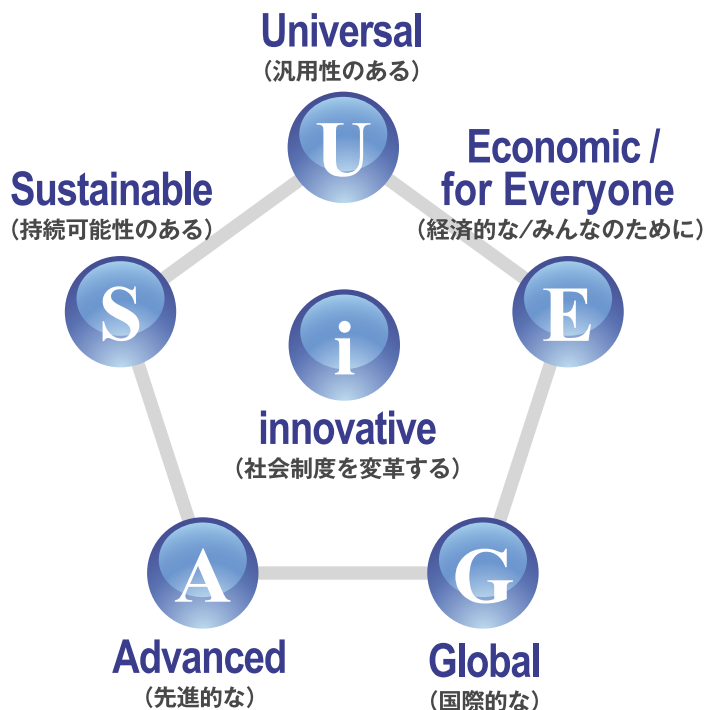 Universal
（汎用性のある）
U
Economic /
for Everyone
（経済的な/みんなのために）
E
Sustainable
（持続可能性のある）
S
i
innovative
（社会制度を変革する）
A
Advanced
（先進的な）
G
Global
（国際的な）